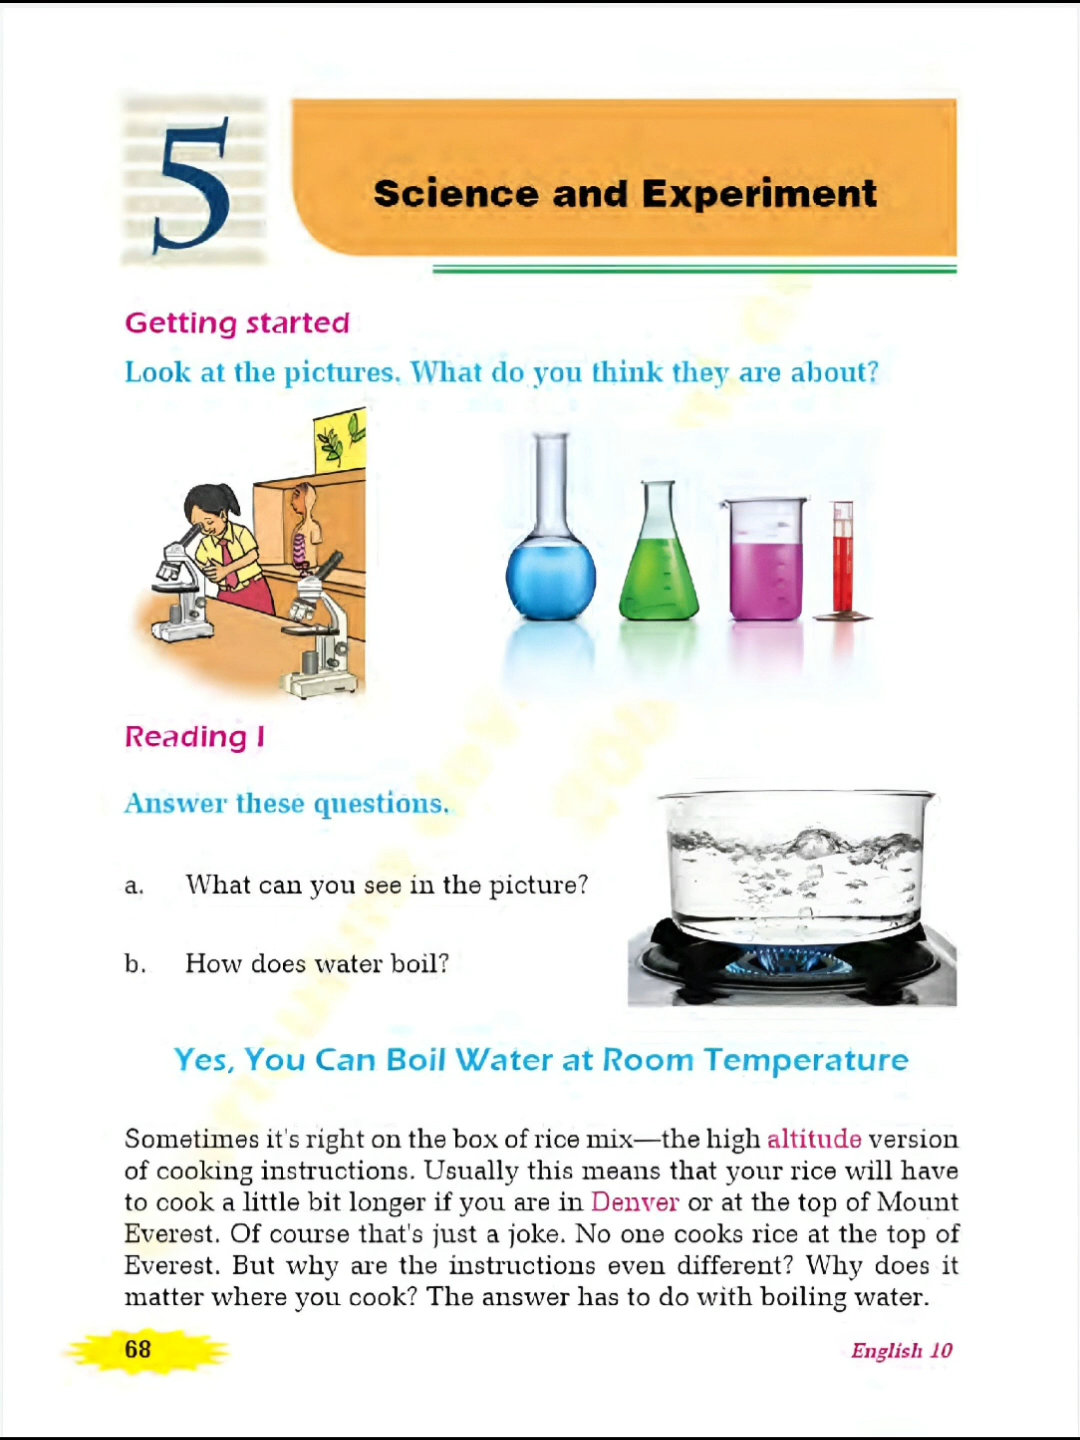 5
Science and Experiment
Getting started
Look at the pictures. What do you think they are about?
Reading I
Answer these questions.
a. What can you see in the picture?
b. How does water boil?
Yes, You Can Boil Water at Room Temperature
Sometimes it's right on the box of rice mix—the high altitude version
of cooking instructions. Usually this means that your rice will have
to cook a little bit longer if you are in Denver or at the top of Mount
Everest. Of course that's just a joke. No one cooks rice at the top of
Everest. But why are the instructions even different? Why does it
matter where you cook? The answer has to do with boiling water.
68
English 10